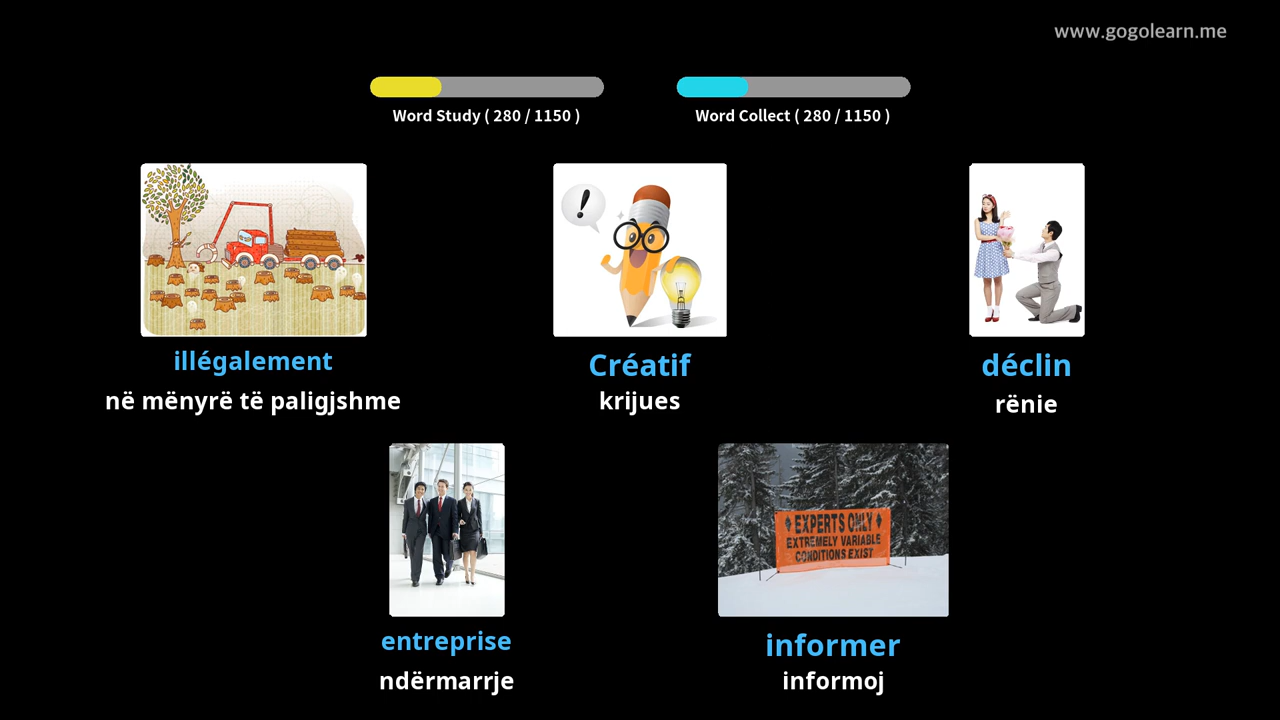 www.gogolearn.me
Word Study ( 280 / 1150 )
Word Collect ( 280 / 1150 )
!
illégalement
në mënyrë të paligjshme
Créatif
krijues
déclin
rënie
EXPERTS ONLY
EXTREMELY VARIABLE
CONDITIONS EXIST
entreprise
ndërmarrje
informer
informoj